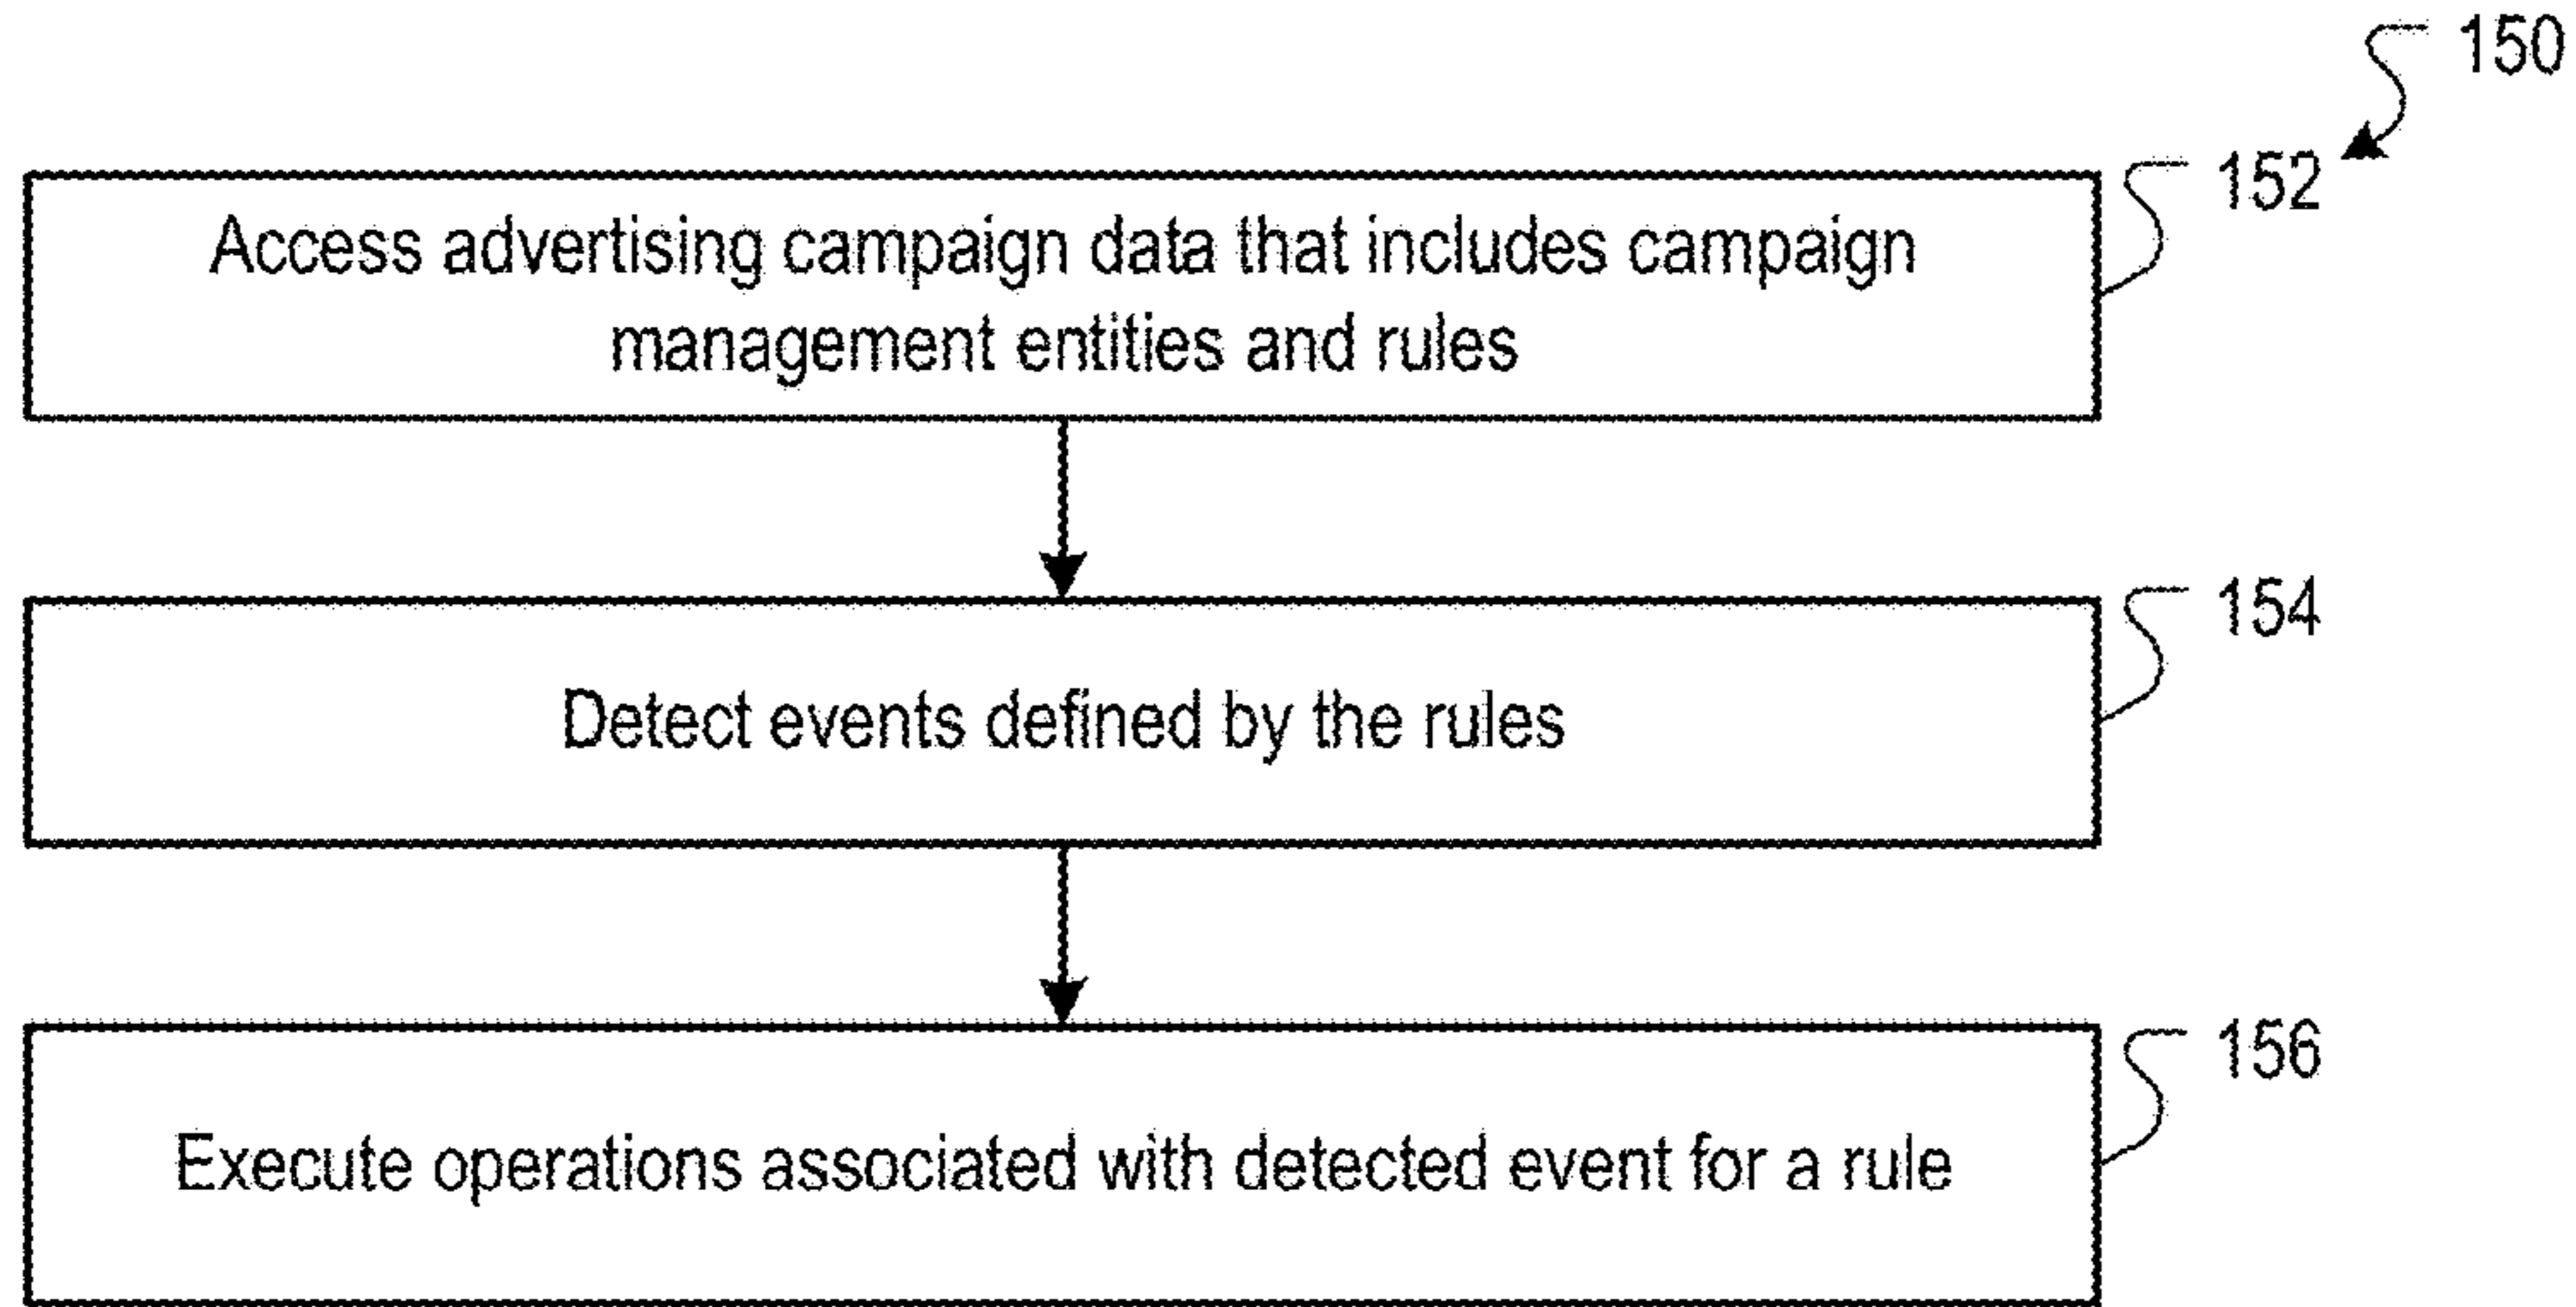 150
152
Access advertising campaign data that includes campaign
management entities and rules
154
Detect events defined by the rules
156
Execute operations associated with detected event for a rule